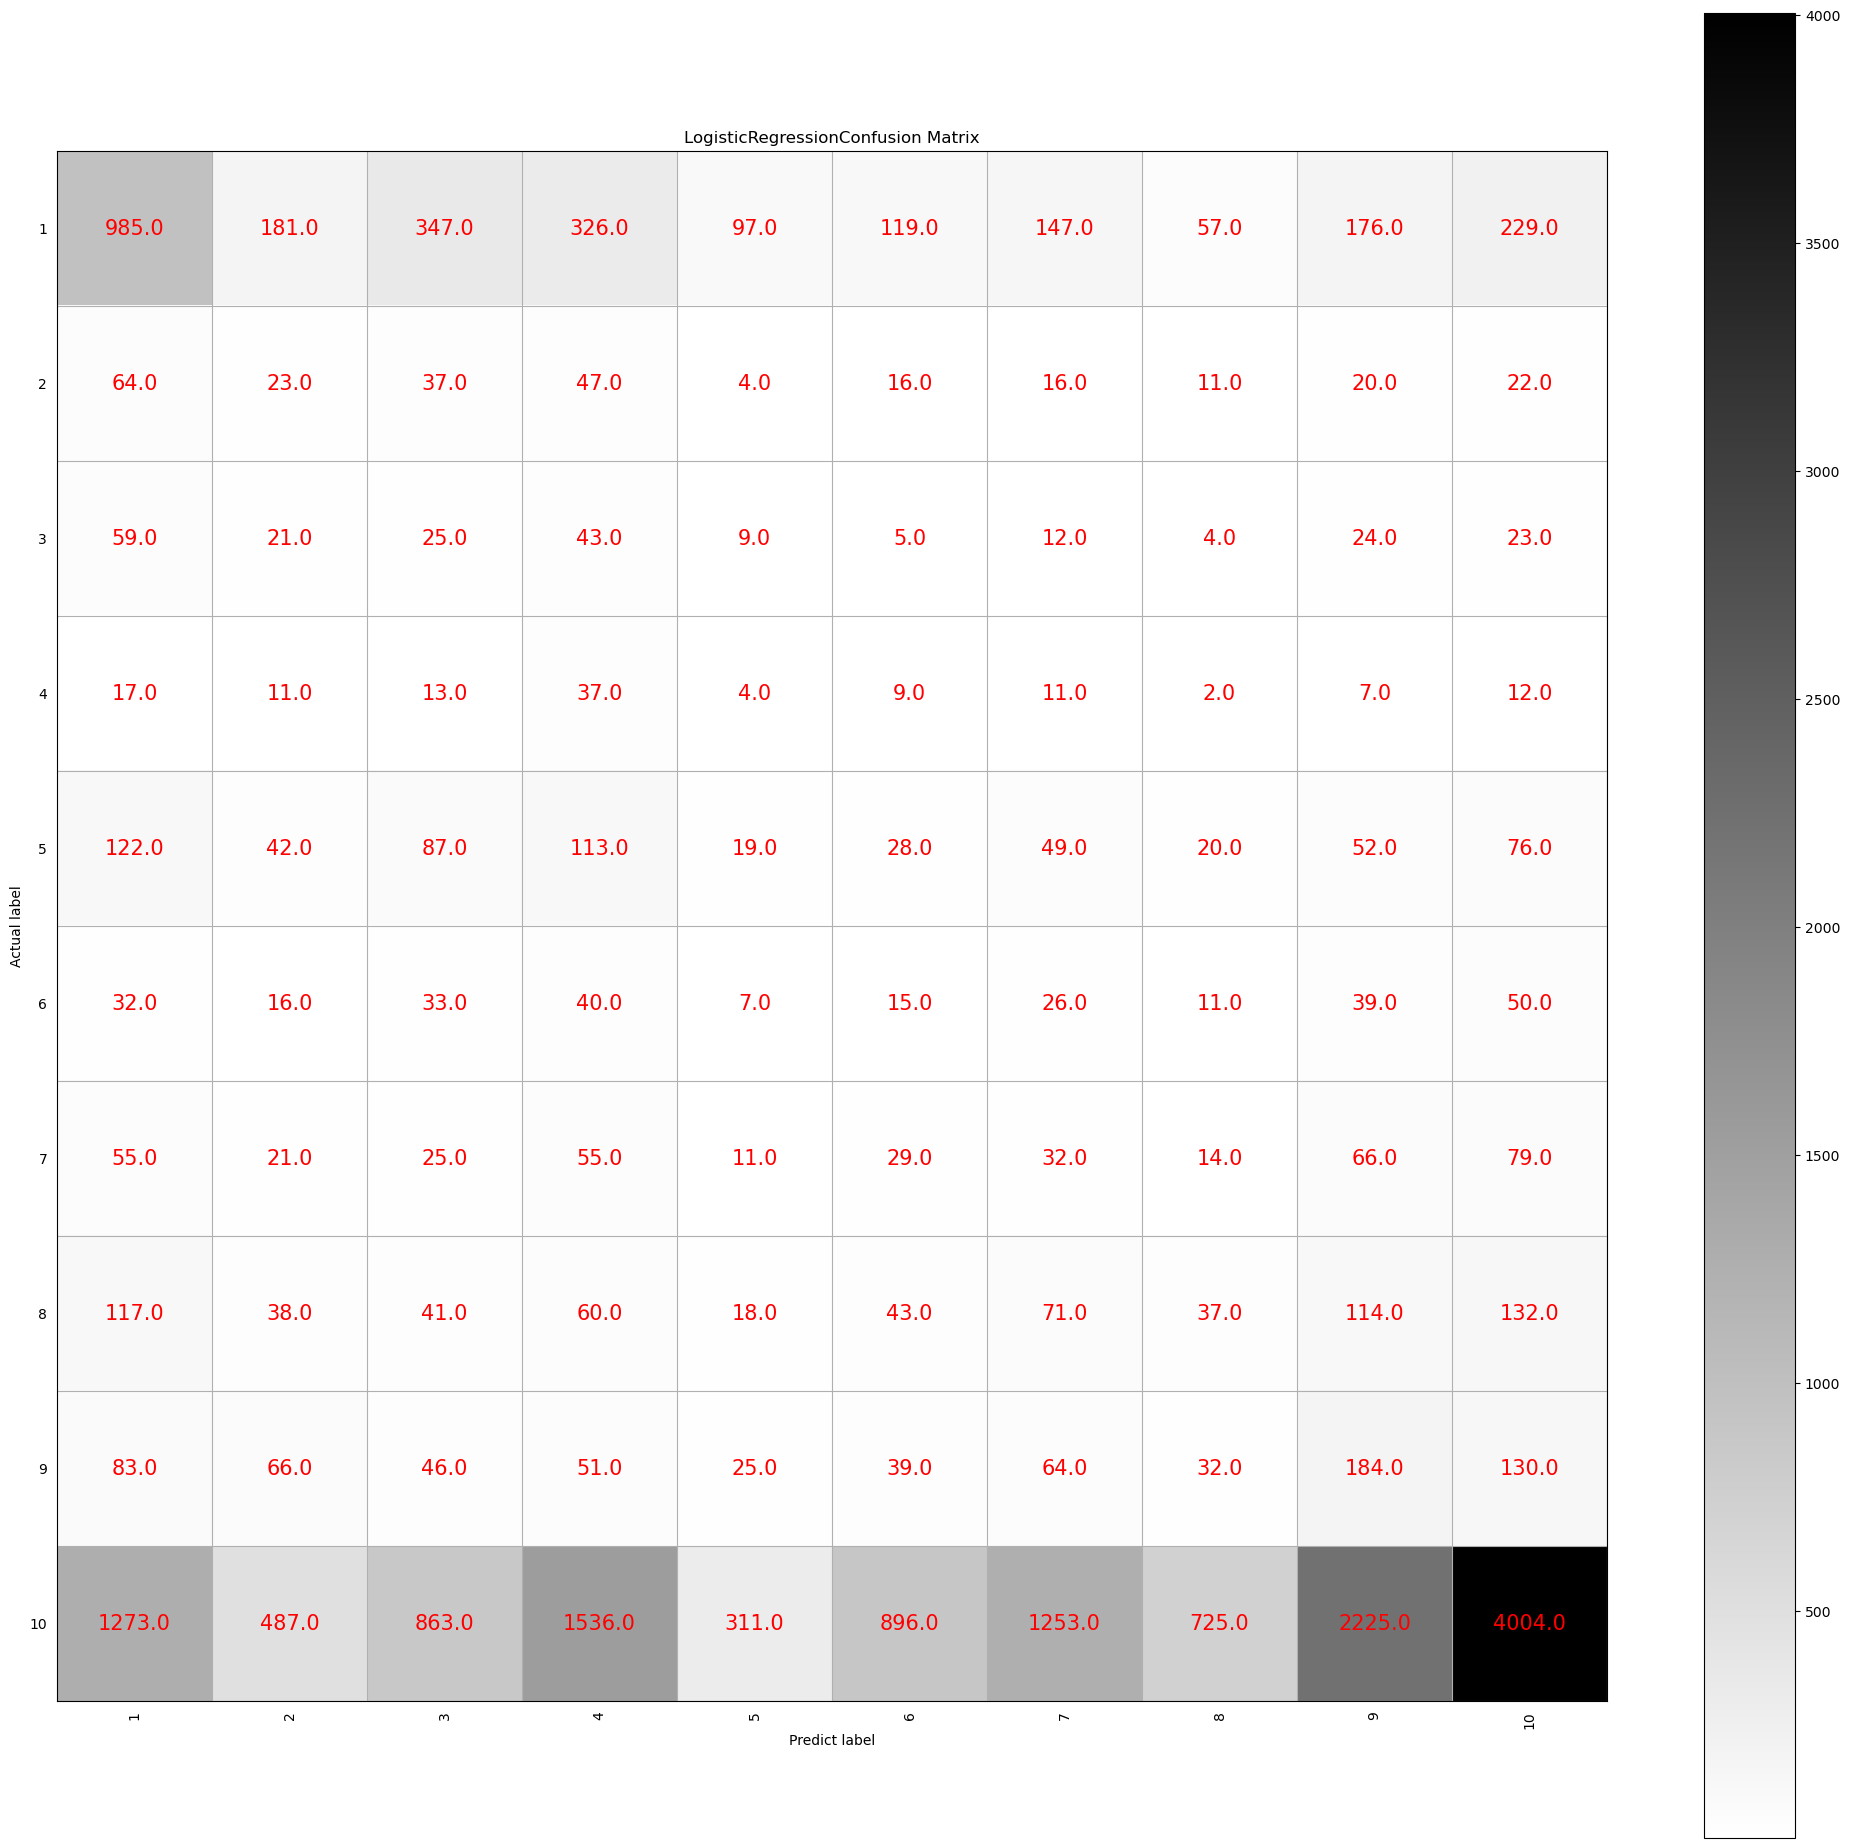 LogisticRegressionConfusion Matrix
1 985.0 181.0 347.0 326.0 97.0 119.0 147.0 57.0 176.0 229.0
2 64.0 23.0 37.0 47.0 4.0 16.0 16.0 11.0 20.0 22.0
3 59.0 21.0 25.0 43.0 9.0 5.0 12.0 4.0 24.0 23.0
4 17.0 11.0 13.0 37.0 4.0 9.0 11.0 2.0 7.0 12.0
5 122.0 42.0 87.0 113.0 19.0 28.0 49.0 20.0 52.0 76.0
6 32.0 16.0 33.0 40.0 7.0 15.0 26.0 11.0 39.0 50.0
7 55.0 21.0 25.0 55.0 11.0 29.0 32.0 14.0 66.0 79.0
8 117.0 38.0 41.0 60.0 18.0 43.0 71.0 37.0 114.0 132.0
9 83.0 66.0 46.0 51.0 25.0 39.0 64.0 32.0 184.0 130.0
10 1273.0 487.0 863.0 1536.0 311.0 896.0 1253.0 725.0 2225.0 4004.0
1 2 3 4 5 6 7 8 9 10
Predict label
Actual label
4000
3500
3000
2500
2000
1500
1000
500